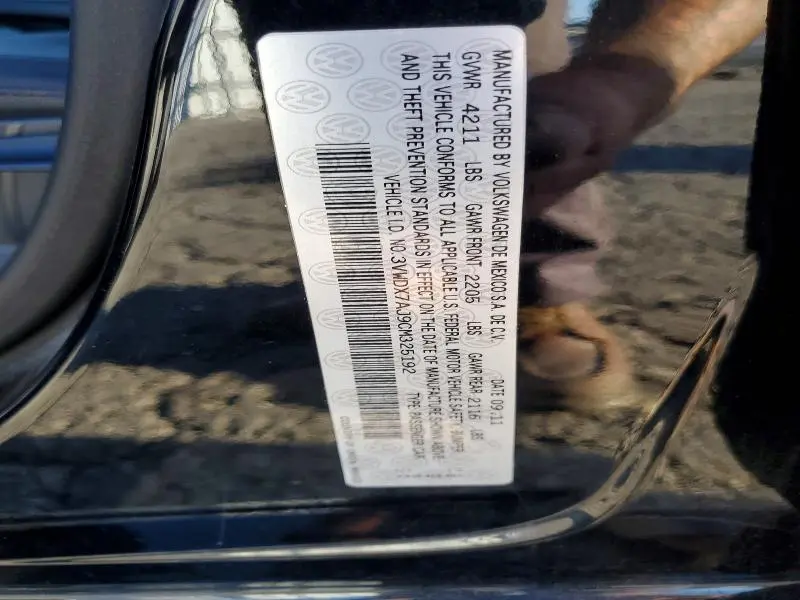 MANUFACTURED BY VOLKSWAGEN DE MEXICO S.A. DE C.V. DATE 09:11
GVWR 4211 LBS GAWR FRONT 2205 LBS GAWR REAR 2116 LBS
THIS VEHICLE CONFORMS TO ALL APPLICABLE U.S. FEDERAL MOTOR VEHICLE SAFETY, BUMPER
AND THEFT PREVENTION STANDARDS IN EFFECT ON THE DATE OF MANUFACTURE SHOWN ABOVE.
VEHICLE I.D. NO. 3VWDX7AJ9CM325192 TYPE: PASSENGER CAR